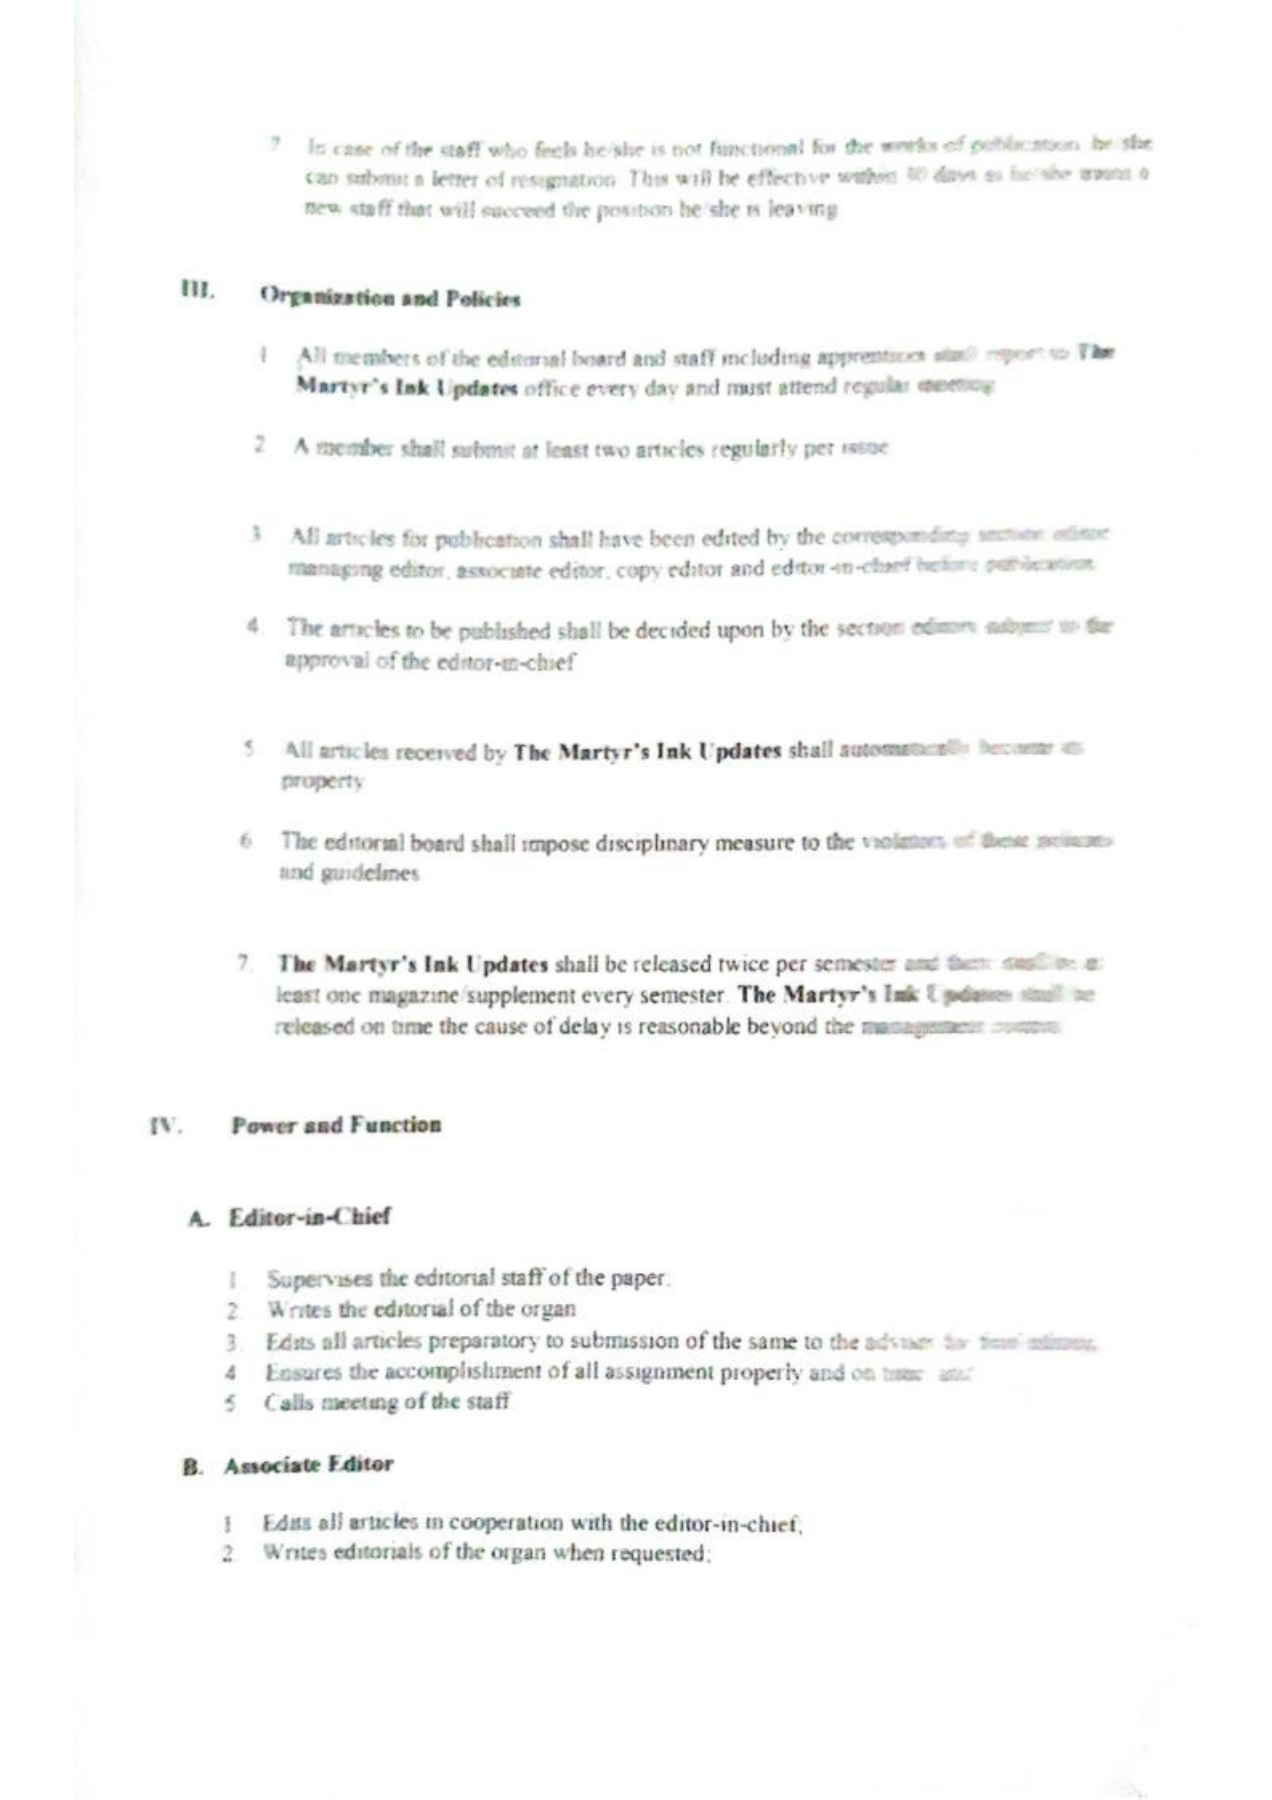 7 In case of the staff who feels he/she is not functional for the works of publication, he/she
can submit a letter of resignation. This will be effective within 30 days as he/she trains a
new staff that will succeed the position he/she is leaving
III. Organization and Policies
1 All members of the editorial board and staff including apprentices shall report to The
Martyr's Ink Updates office every day and must attend regular meeting
2 A member shall submit at least two articles regularly per issue
3 All articles for publication shall have been edited by the corresponding section editor
managing editor, associate editor, copy editor and editor-in-chief before publication.
4 The articles to be published shall be decided upon by the section editors subject to the
approval of the editor-in-chief
5 All articles received by The Martyr's Ink Updates shall automatically become its
property
6 The editorial board shall impose disciplinary measure to the violators of these policies
and guidelines
7. The Martyr's Ink Updates shall be released twice per semester and there shall be at
least one magazine/supplement every semester. The Martyr's Ink Updates shall be
released on time the cause of delay is reasonable beyond the management control
IV. Power and Function
A. Editor-in-Chief
1 Supervises the editorial staff of the paper;
2 Writes the editorial of the organ
3. Edits all articles preparatory to submission of the same to the adviser for final
4 Ensures the accomplishment of all assignment properly and on time
5 Calls meeting of the staff
B. Associate Editor
1 Edits all articles in cooperation with the editor-in-chief;
2 Writes editorials of the organ when requested;